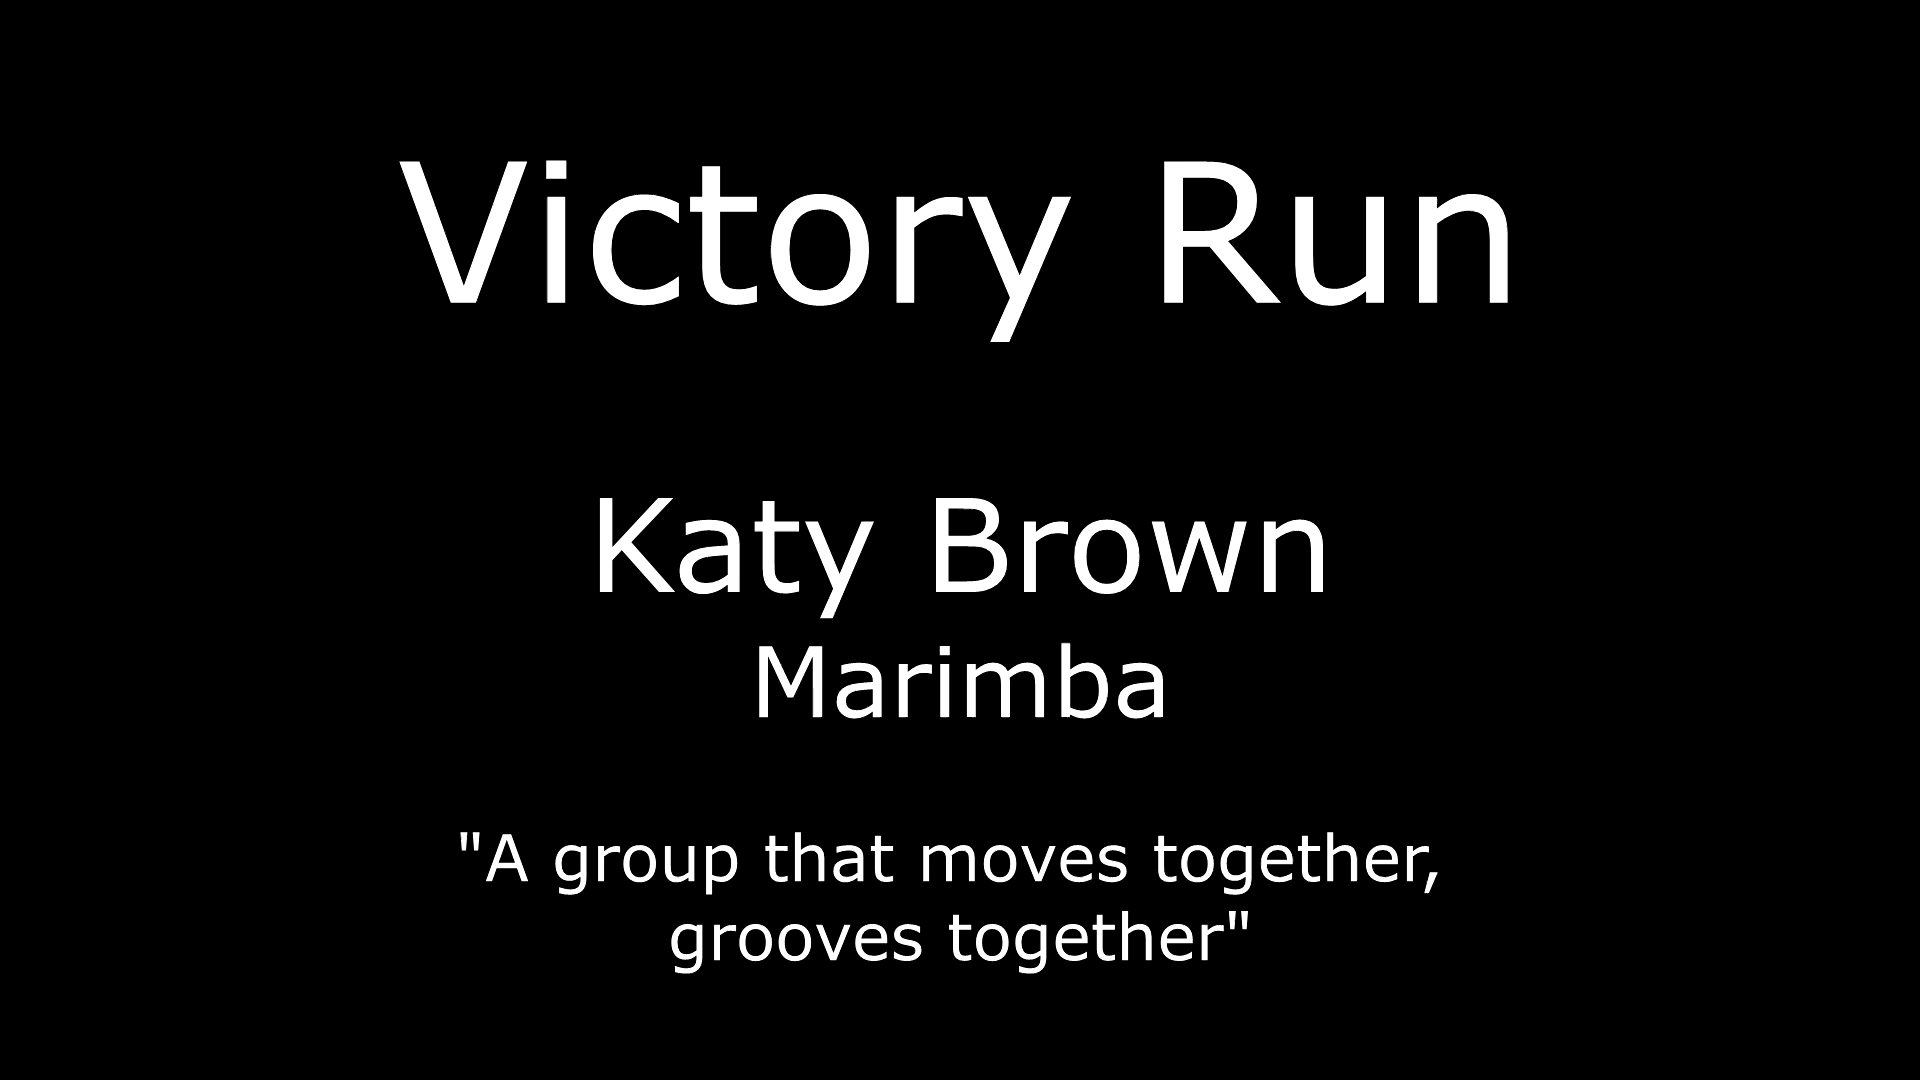 Victory Run
Katy Brown
Marimba
"A group that moves together,
grooves together"